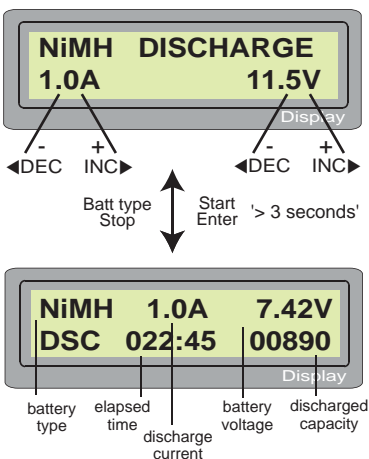 NiMH DISCHARGE
1.0A 11.5V
Display
- + - +
◀DEC INC▶ ◀DEC INC▶
Batt type Start '> 3 seconds'
Stop Enter
NiMH 1.0A 7.42V
DSC 022:45 00890
Display
battery elapsed battery discharged
type time voltage capacity
discharge
current